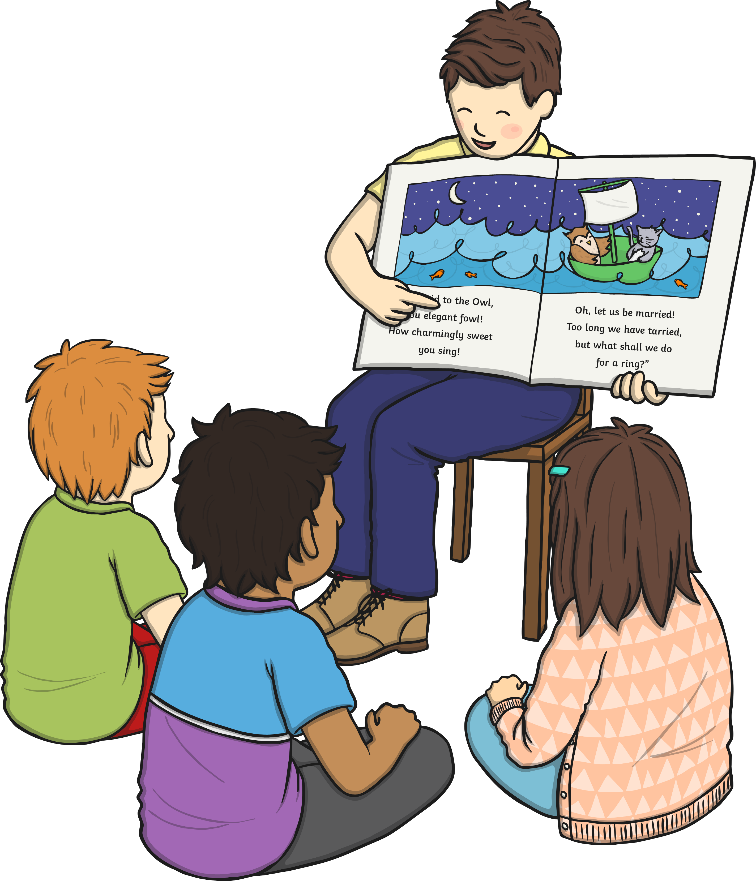 to the Owl,
elegant fowl!
How charmingly sweet
you sing!
Oh, let us be married!
Too long we have tarried,
but what shall we do
for a ring?”